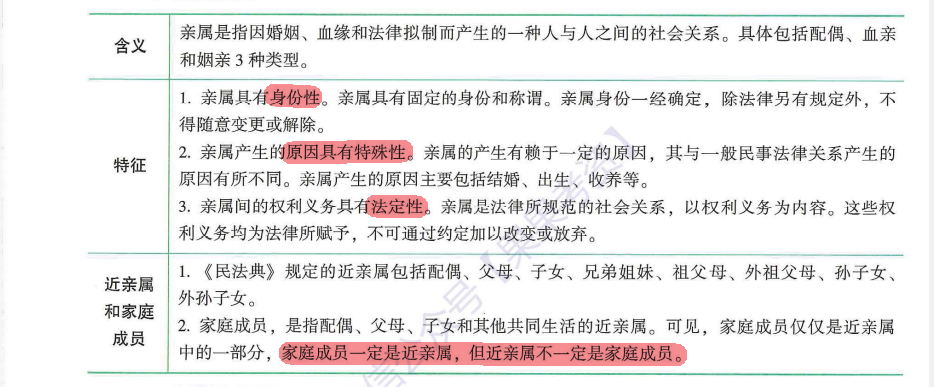 含义
亲属是指因婚姻、血缘和法律拟制而产生的一种人与人之间的社会关系。具体包括配偶、血亲
和姻亲 3 种类型。
特征
1. 亲属具有身份性。亲属具有固定的身份和称谓。亲属身份一经确定，除法律另有规定外，不
得随意变更或解除。
2. 亲属产生的原因具有特殊性。亲属的产生有赖于一定的原因，其与一般民事法律关系产生的
原因有所不同。亲属产生的原因主要包括结婚、出生、收养等。
3. 亲属间的权利义务具有法定性。亲属是法律所规范的社会关系，以权利义务为内容。这些权
利义务均为法律所赋予，不可通过约定加以改变或放弃。
近亲属
和家庭
成员
1. 《民法典》规定的近亲属包括配偶、父母、子女、兄弟姐妹、祖父母、外祖父母、孙子女、
外孙子女。
2. 家庭成员，是指配偶、父母、子女和其他共同生活的近亲属。可见，家庭成员仅仅是近亲属
中的一部分，家庭成员一定是近亲属，但近亲属不一定是家庭成员。